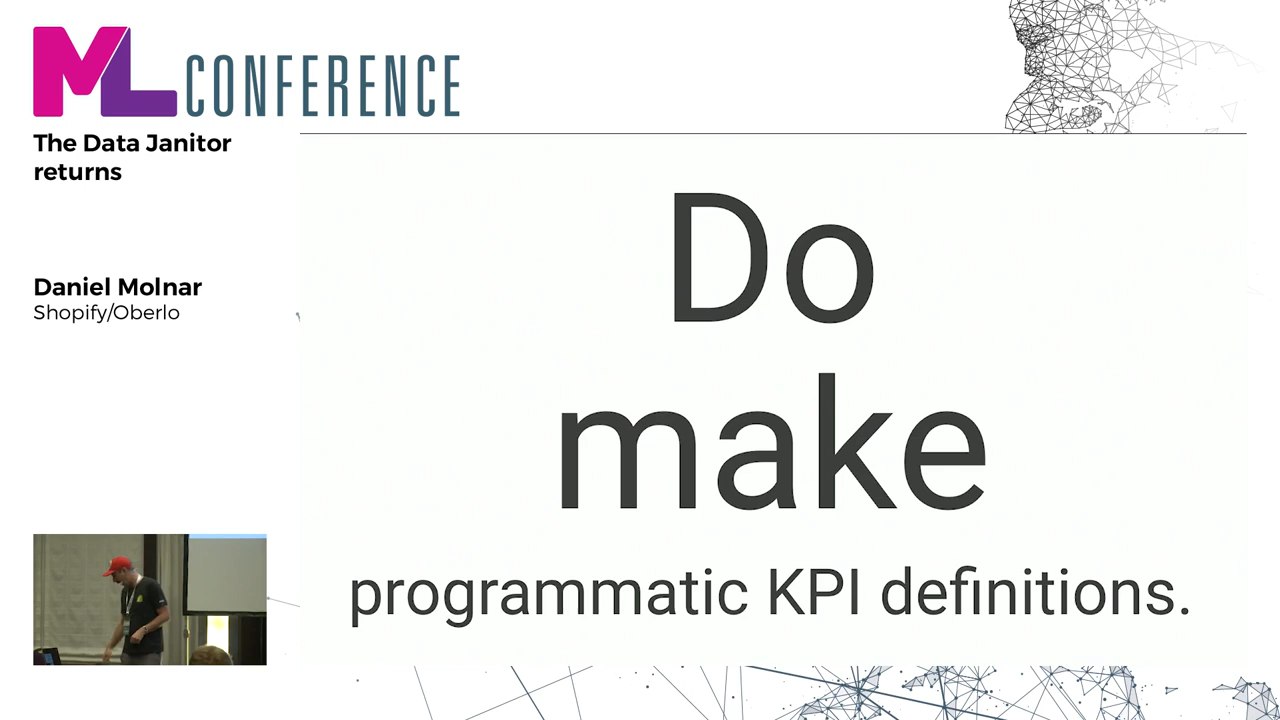 ML CONFERENCE
The Data Janitor
returns
Daniel Molnar
Shopify/Oberlo
Do
make
programmatic KPI definitions.